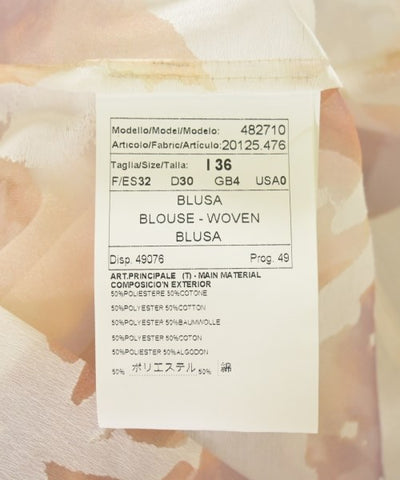 Modello/Model/Modelo: 482710
Articolo/Fabric/Artículo: 20125.476
Taglia/Size/Talla: I 36
F/ES32 D30 GB4 USA0
BLUSA
BLOUSE - WOVEN
BLUSA
Disp. 49076 Prog. 49
ART.PRINCIPALE (T) - MAIN MATERIAL
COMPOSICION EXTERIOR
50%POLIESTERE 50%COTONE
50%POLYESTER 50%COTTON
50%POLYESTER 50%BAUMWOLLE
50%POLYESTER 50%COTON
50%POLIESTER 50%ALGODON
50% ポリエステル 50% 綿